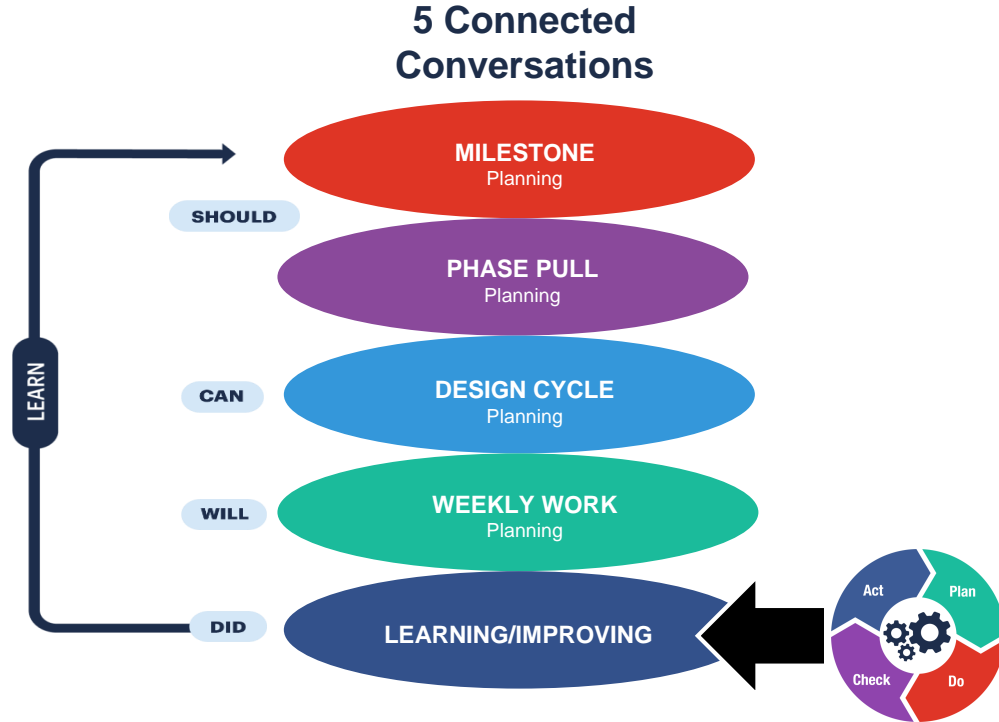 5 Connected
Conversations
MILESTONE
Planning
SHOULD
PHASE PULL
Planning
LEARN
CAN
DESIGN CYCLE
Planning
WILL
WEEKLY WORK
Planning
DID
LEARNING/IMPROVING
Act
Plan
Check
Do